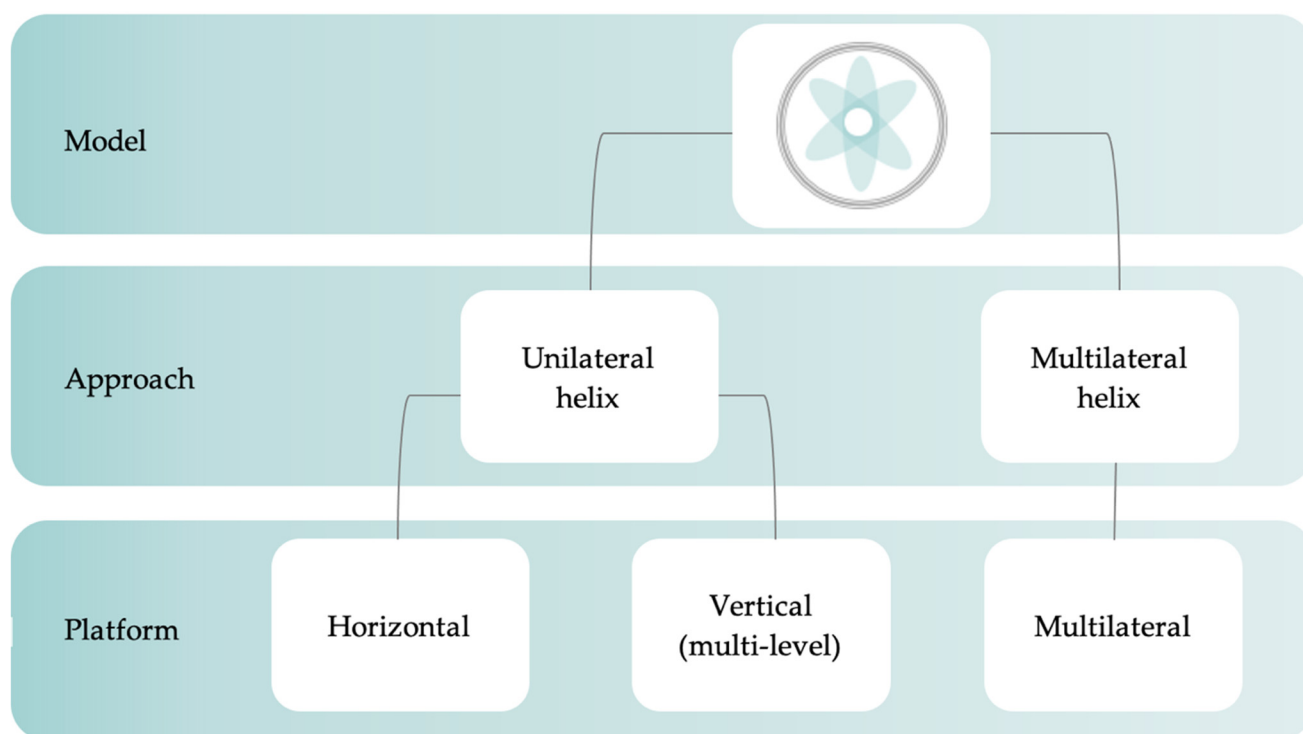 Model
Approach
Unilateral
helix
Multilateral
helix
Platform
Horizontal
Vertical
(multi-level)
Multilateral